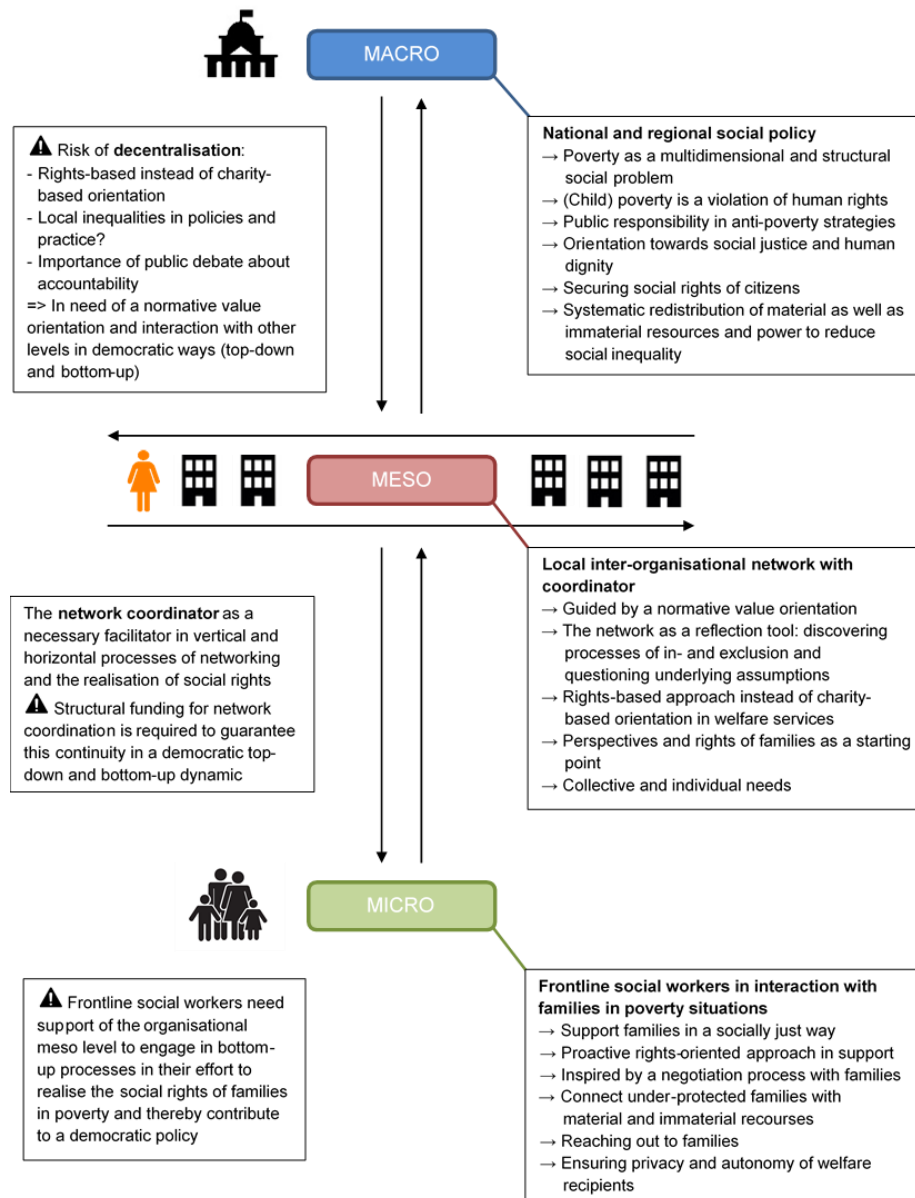 MACRO
⚠ Risk of decentralisation:
- Rights-based instead of charity-
based orientation
- Local inequalities in policies and
practice?
- Importance of public debate about
accountability
=> In need of a normative value
orientation and interaction with other
levels in democratic ways (top-down
and bottom-up)
National and regional social policy
→ Poverty as a multidimensional and structural
social problem
→ (Child) poverty is a violation of human rights
→ Public responsibility in anti-poverty strategies
→ Orientation towards social justice and human
dignity
→ Securing social rights of citizens
→ Systematic redistribution of material as well as
immaterial resources and power to reduce
social inequality
MESO
The network coordinator as a
necessary facilitator in vertical and
horizontal processes of networking
and the realisation of social rights
⚠ Structural funding for network
coordination is required to guarantee
this continuity in a democratic top-
down and bottom-up dynamic
Local inter-organisational network with
coordinator
→ Guided by a normative value orientation
→ The network as a reflection tool: discovering
processes of in- and exclusion and
questioning underlying assumptions
→ Rights-based approach instead of charity-
based orientation in welfare services
→ Perspectives and rights of families as a starting
point
→ Collective and individual needs
MICRO
⚠ Frontline social workers need
support of the organisational
meso level to engage in bottom-
up processes in their effort to
realise the social rights of families
in poverty and thereby contribute
to a democratic policy
Frontline social workers in interaction with
families in poverty situations
→ Support families in a socially just way
→ Proactive rights-oriented approach in support
→ Inspired by a negotiation process with families
→ Connect under-protected families with
material and immaterial recourses
→ Reaching out to families
→ Ensuring privacy and autonomy of welfare
recipients